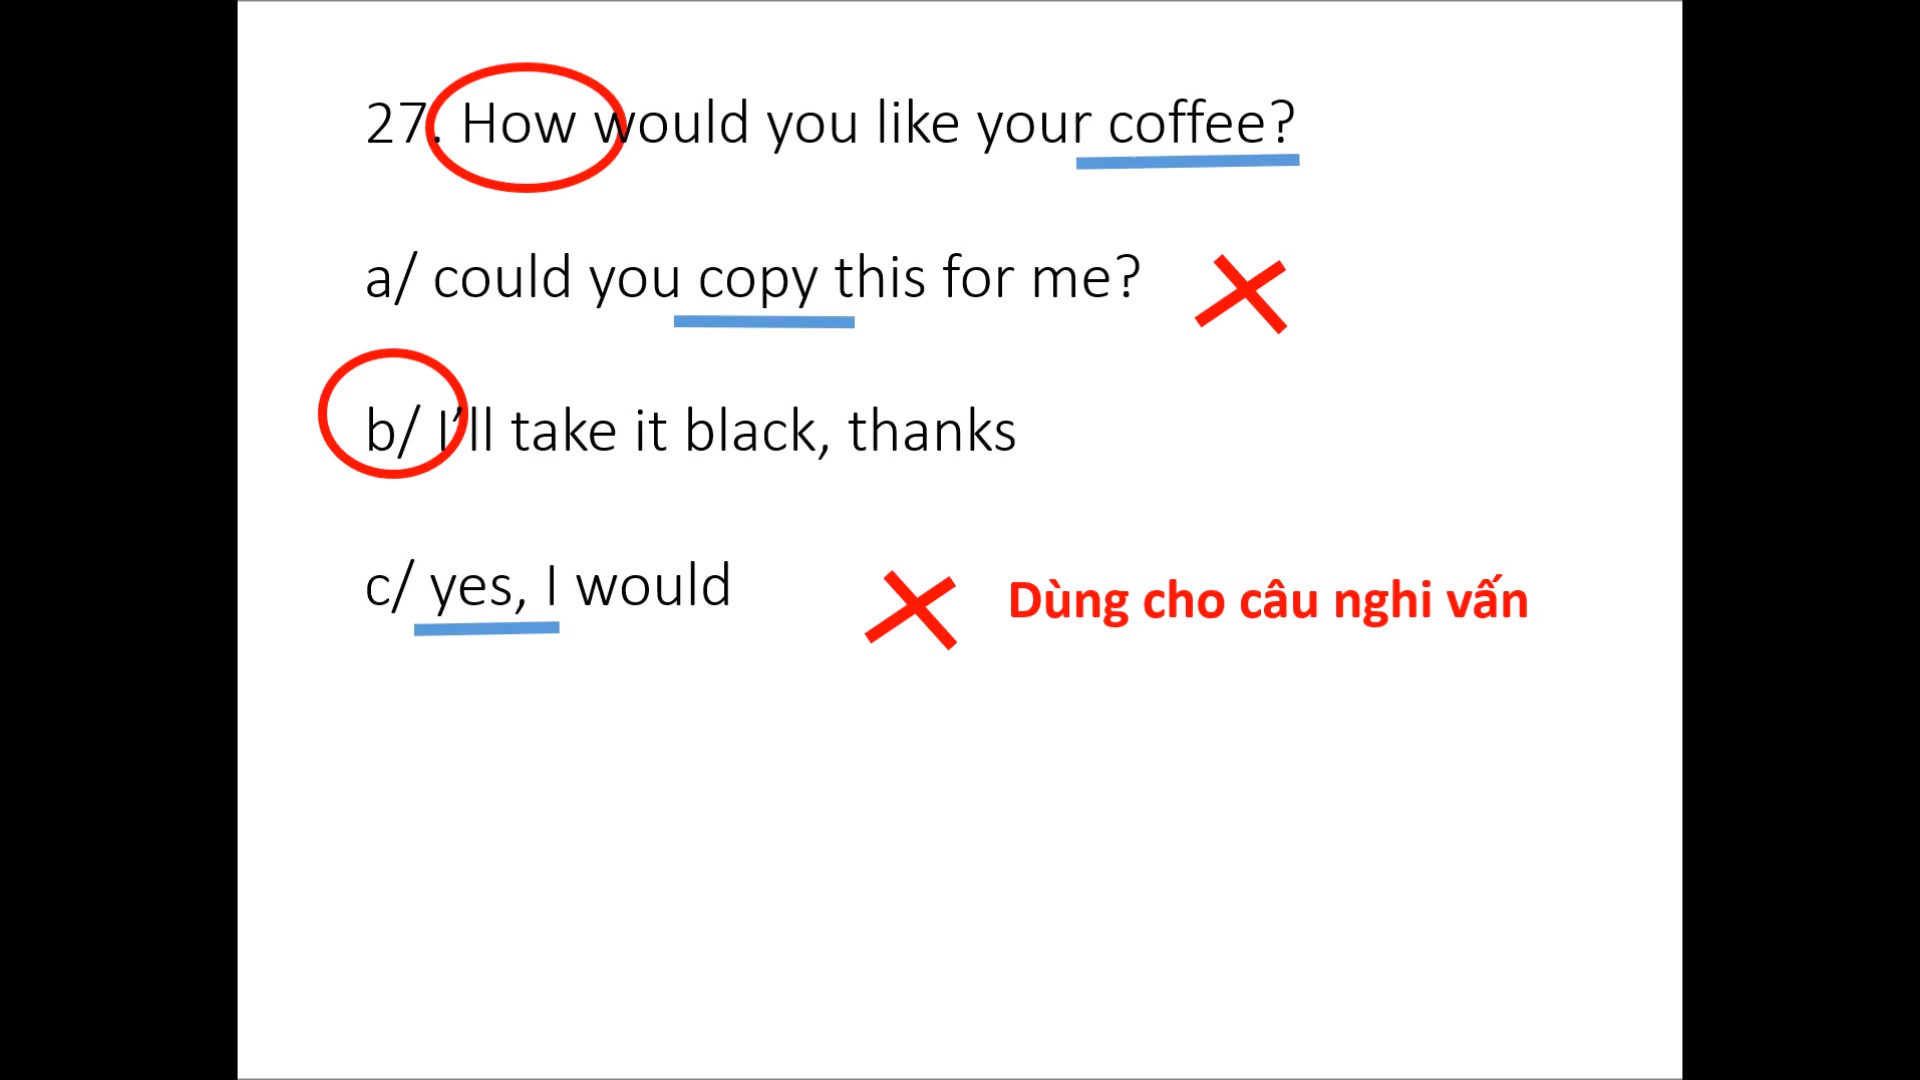 27. How would you like your coffee?
a/ could you copy this for me?
b/ I’ll take it black, thanks
c/ yes, I would
Dùng cho câu nghi vấn